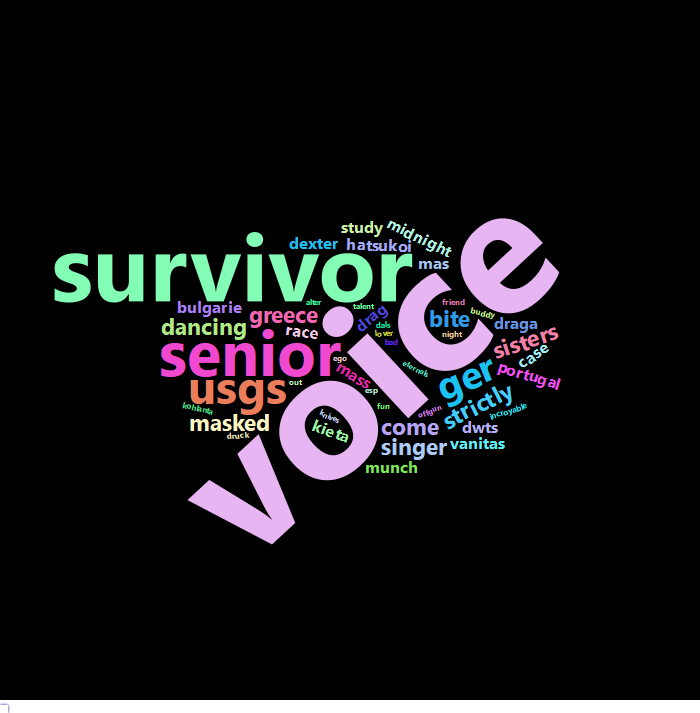 study
midnight
dexter
hatsukoi
mas
survivor
voice
bulgarie
alter
talent
friend
greece
drag
bite
buddy
dancing
race
dals
draga
lover
night
bad
sisters
senior
ego
case
mass
eternals
portugal
usgs
out
esp
ger
kohlanta
knives
fun
offgun
strictly
incroyable
masked
kieta
come
dwts
druck
singer
vanitas
munch